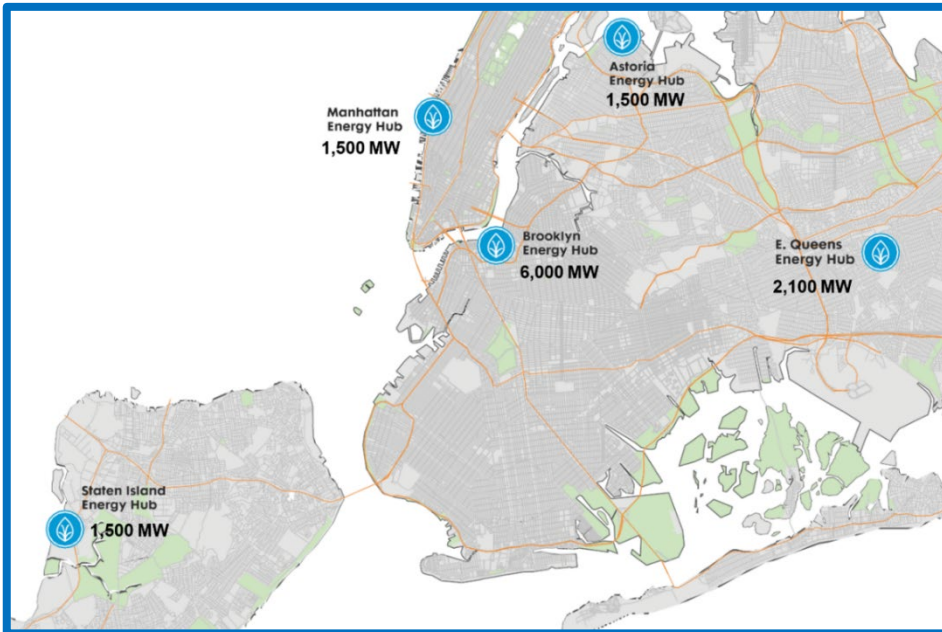 Astoria
Energy Hub
1,500 MW
Manhattan
Energy Hub
1,500 MW
Brooklyn
Energy Hub
6,000 MW
E. Queens
Energy Hub
2,100 MW
Staten Island
Energy Hub
1,500 MW